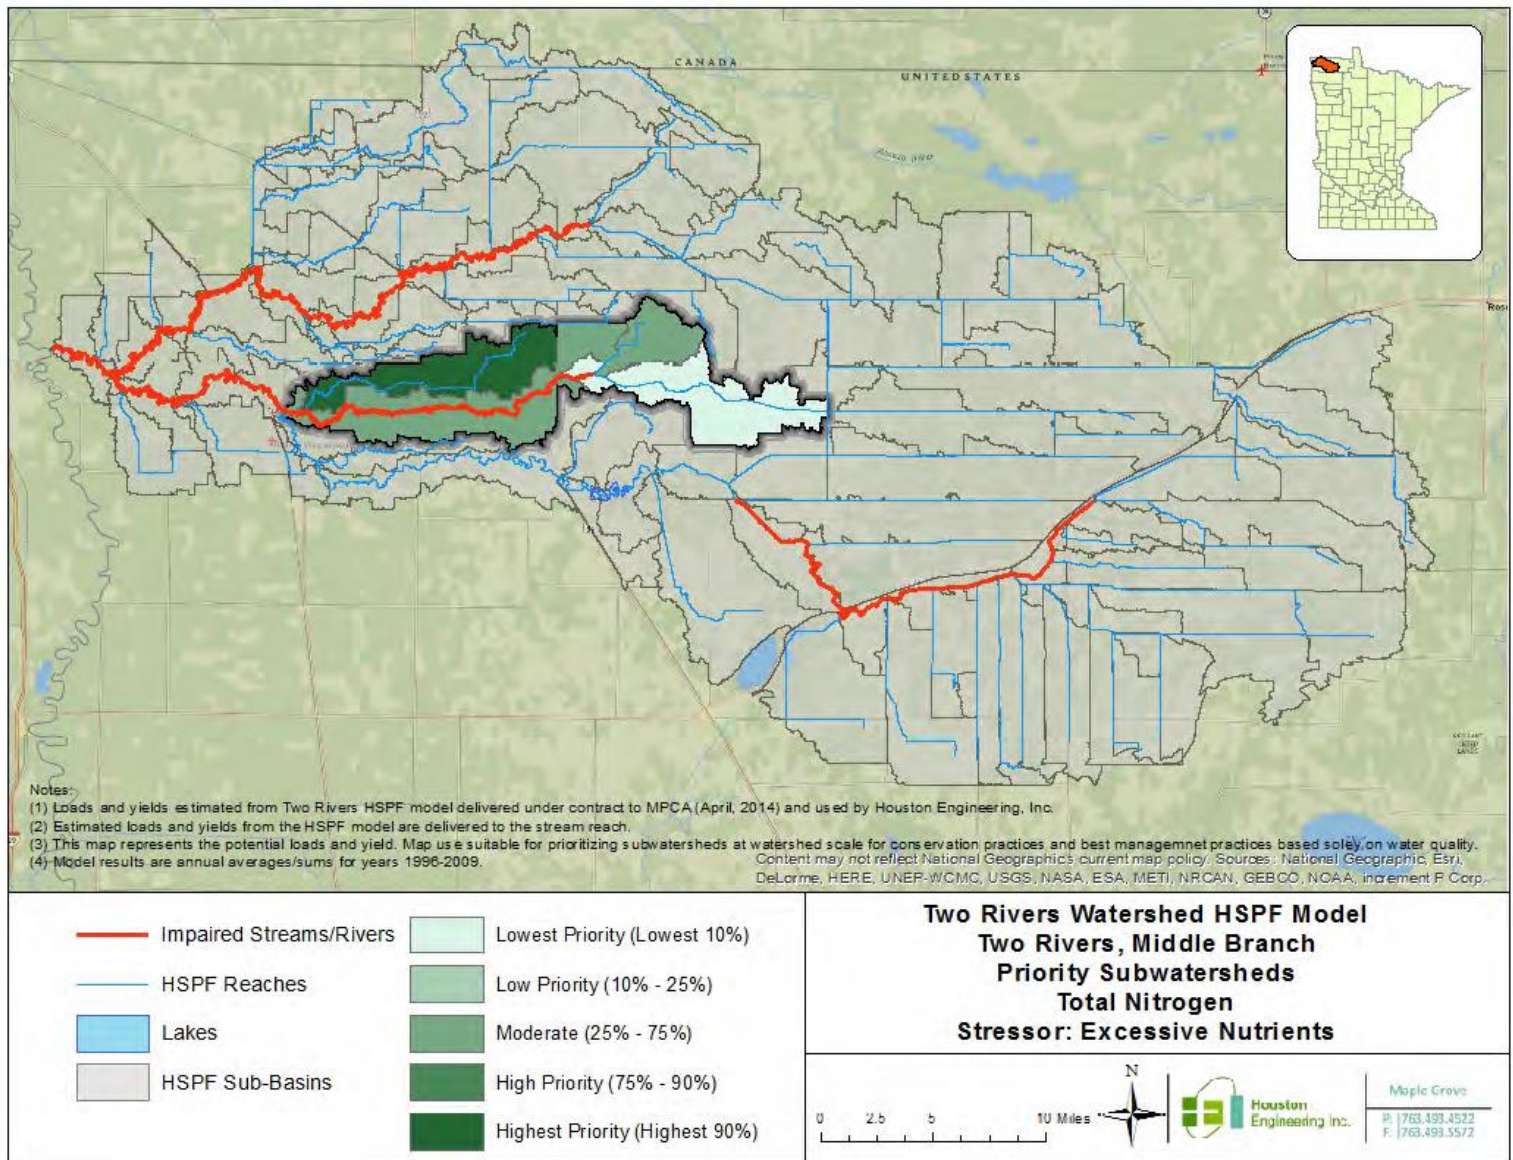 CANADA
UNITED STATES
Notes:
(1) Loads and yields estimated from Two Rivers HSPF model delivered under contract to MPCA (April, 2014) and used by Houston Engineering, Inc.
(2) Estimated loads and yields from the HSPF model are delivered to the stream reach.
(3) This map represents the potential loads and yield. Map use suitable for prioritizing subwatersheds at watershed scale for conservation practices and best managemnet practices based soley on water quality.
(4) Model results are annual averages/sums for years 1996-2009.
Content may not reflect National Geographic's current map policy. Sources: National Geographic, Esri,
DeLorme, HERE, UNEP-WCMC, USGS, NASA, ESA, METI, NRCAN, GEBCO, NOAA, increment P Corp.
Impaired Streams/Rivers
HSPF Reaches
Lakes
HSPF Sub-Basins
Lowest Priority (Lowest 10%)
Low Priority (10% - 25%)
Moderate (25% - 75%)
High Priority (75% - 90%)
Highest Priority (Highest 90%)
Two Rivers Watershed HSPF Model
Two Rivers, Middle Branch
Priority Subwatersheds
Total Nitrogen
Stressor: Excessive Nutrients
0 2.5 5 10 Miles
N
Houston
Engineering Inc.
Maple Grove
P: |763.493.4522
F: |763.493.5572